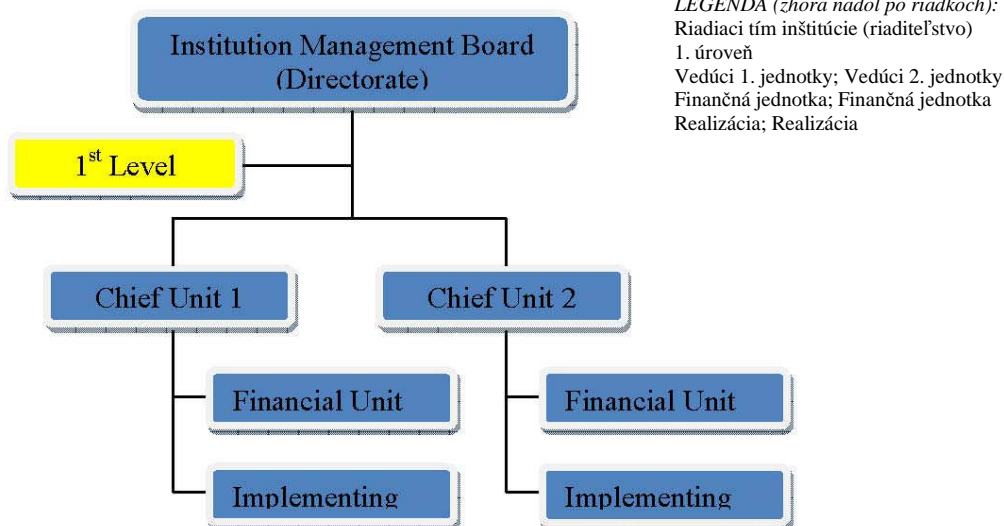 Institution Management Board
(Directorate)
1st Level
Chief Unit 1
Chief Unit 2
Financial Unit
Financial Unit
Implementing
Implementing
LEGENDA (zhora nadol po riadkoch):
Riadiaci tím inštitúcie (riaditeľstvo)
1. úroveň
Vedúci 1. jednotky; Vedúci 2. jednotky
Finančná jednotka; Finančná jednotka
Realizácia; Realizácia